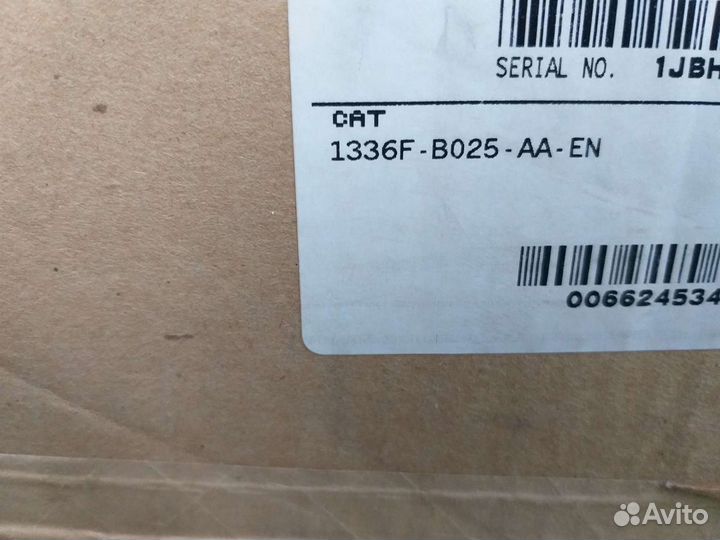 SERIAL NO. 1JBH
CAT
1336F-B025-AA-EN
006624534
Avito